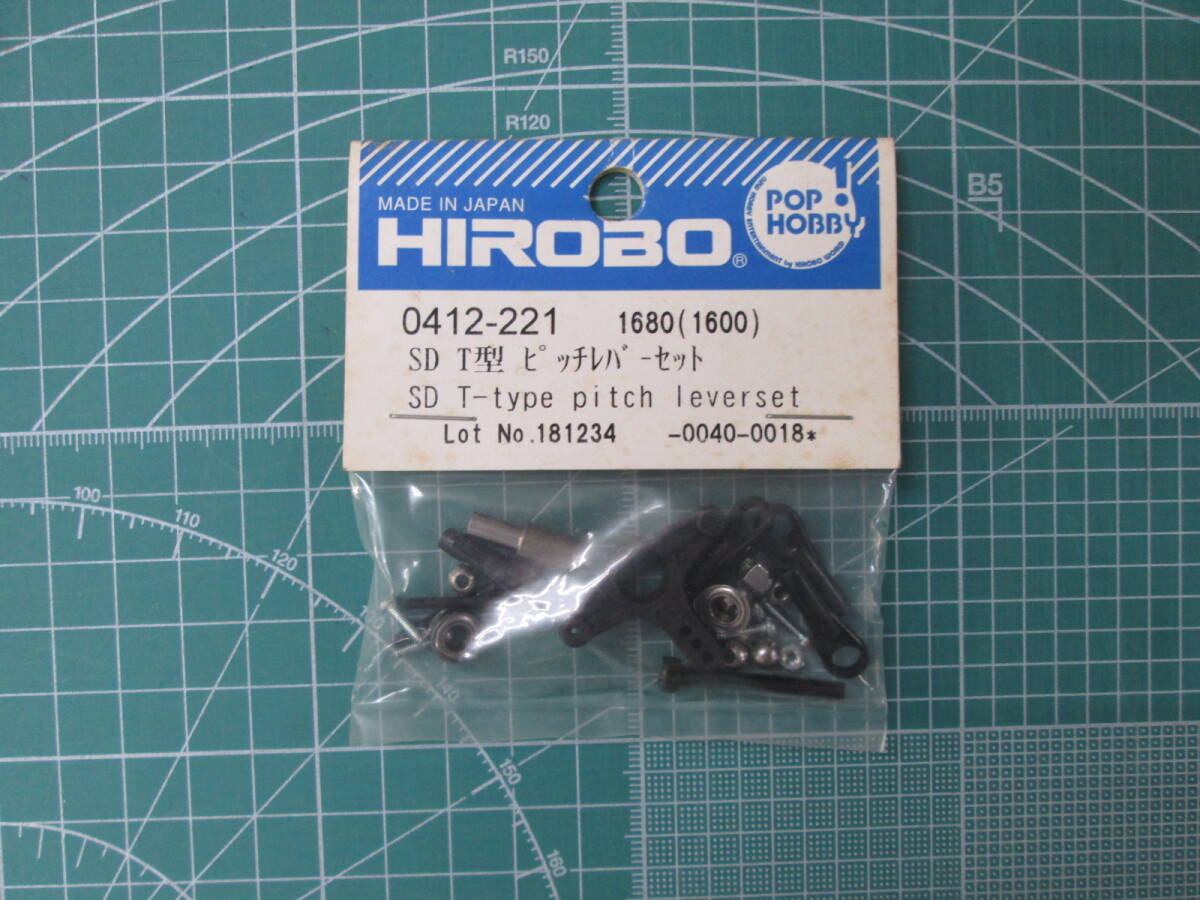 R150
R120
B5
MADE IN JAPAN
HIROBO®
POP!
HOBBY
0412-221 1680(1600)
SD T型 ピッチレバーセット
SD T-type pitch leverset
Lot No.181234 -0040-0018*
100
110
120
140
150
160